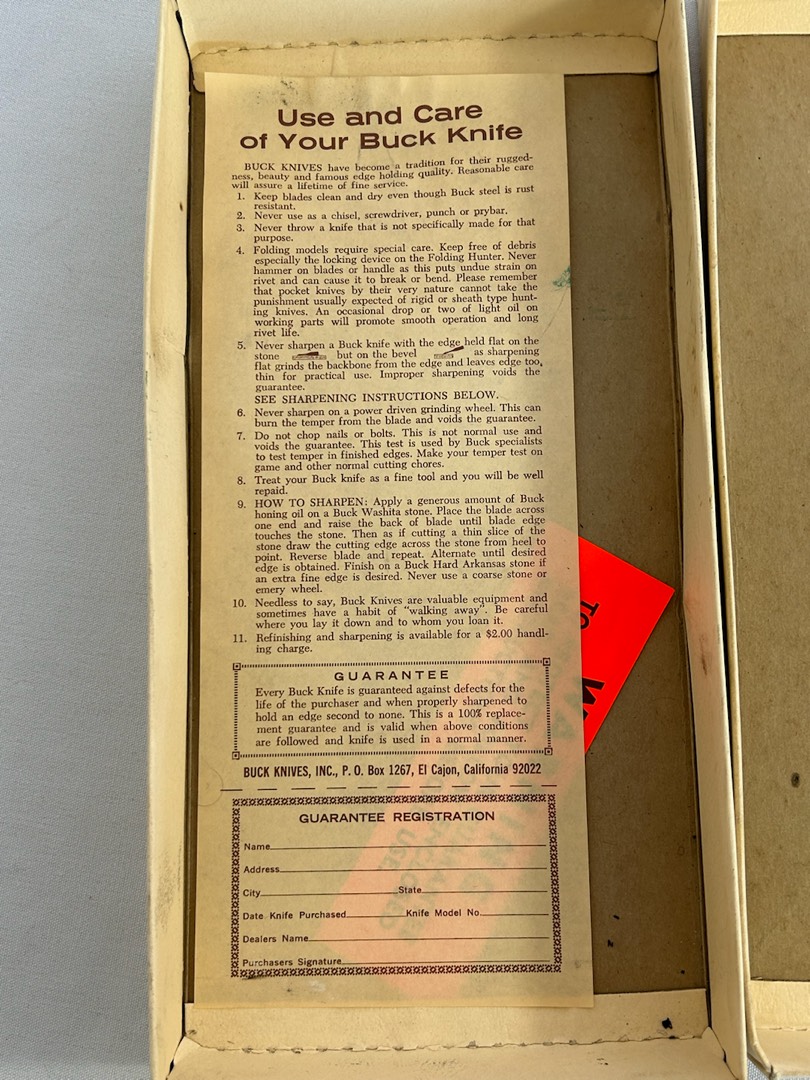 Use and Care
of Your Buck Knife
BUCK KNIVES have become a tradition for their rugged-
ness, beauty and famous edge holding quality. Reasonable care
will assure a lifetime of fine service.
1. Keep blades clean and dry even though Buck steel is rust
resistant.
2. Never use as a chisel, screwdriver, punch or prybar.
3. Never throw a knife that is not specifically made for that
purpose.
4. Folding models require special care. Keep free of debris
especially the locking device on the Folding Hunter. Never
hammer on blades or handle as this puts undue strain on
rivet and can cause it to break or bend. Please remember
that pocket knives by their very nature cannot take the
punishment usually expected of rigid or sheath type hunt-
ing knives. An occasional drop or two of light oil on
working parts will promote smooth operation and long
rivet life.
5. Never sharpen a Buck knife with the edge held flat on the
stone but on the bevel as sharpening
flat grinds the backbone from the edge and leaves edge too,
thin for practical use. Improper sharpening voids the
guarantee.
SEE SHARPENING INSTRUCTIONS BELOW.
6. Never sharpen on a power driven grinding wheel. This can
burn the temper from the blade and voids the guarantee.
7. Do not chop nails or bolts. This is not normal use and
voids the guarantee. This test is used by Buck specialists
to test temper in finished edges. Make your temper test on
game and other normal cutting chores.
8. Treat your Buck knife as a fine tool and you will be well
repaid.
9. HOW TO SHARPEN: Apply a generous amount of Buck
honing oil on a Buck Washita stone. Place the blade across
one end and raise the back of blade until blade edge
touches the stone. Then as if cutting a thin slice of the
stone draw the cutting edge across the stone from heel to
point. Reverse blade and repeat. Alternate until desired
edge is obtained. Finish on a Buck Hard Arkansas stone if
an extra fine edge is desired. Never use a coarse stone or
emery wheel.
10. Needless to say, Buck Knives are valuable equipment and
sometimes have a habit of "walking away". Be careful
where you lay it down and to whom you loan it.
11. Refinishing and sharpening is available for a $2.00 handl-
ing charge.
GUARANTEE
Every Buck Knife is guaranteed against defects for the
life of the purchaser and when properly sharpened to
hold an edge second to none. This is a 100% replace-
ment guarantee and is valid when above conditions
are followed and knife is used in a normal manner.
BUCK KNIVES, INC., P. O. Box 1267, El Cajon, California 92022
GUARANTEE REGISTRATION
Name
Address
City State
Date Knife Purchased Knife Model No.
Dealers Name
Purchasers Signature
TO